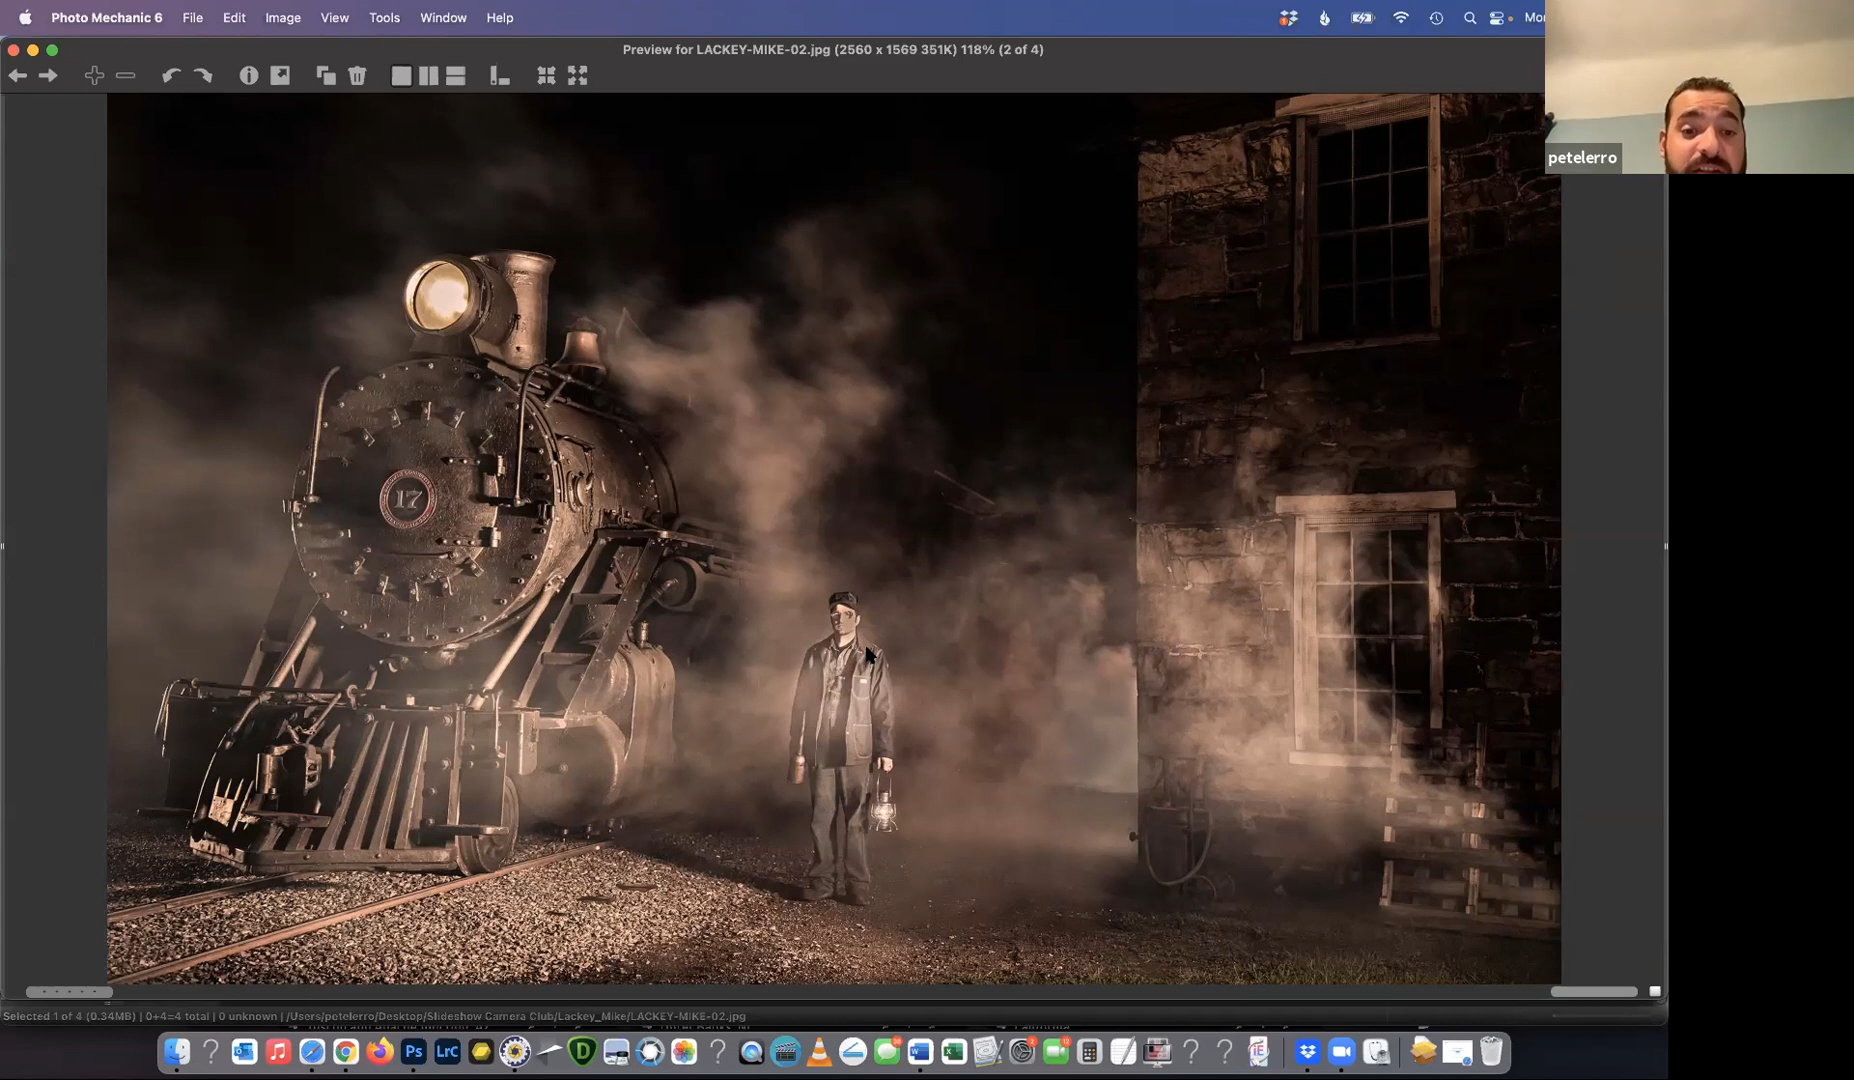 Photo Mechanic 6 File Edit Image View Tools Window Help
Preview for LACKEY-MIKE-02.jpg (2560 x 1569 351K) 118% (2 of 4)
petelerro
17
Selected 1 of 4 (0.34MB) | 0+4=4 total | 0 unknown | /Users/petelerro/Desktop/Slideshow Camera Club/Lackey_Mike/LACKEY-MIKE-02.jpg
Ps LrC D W X